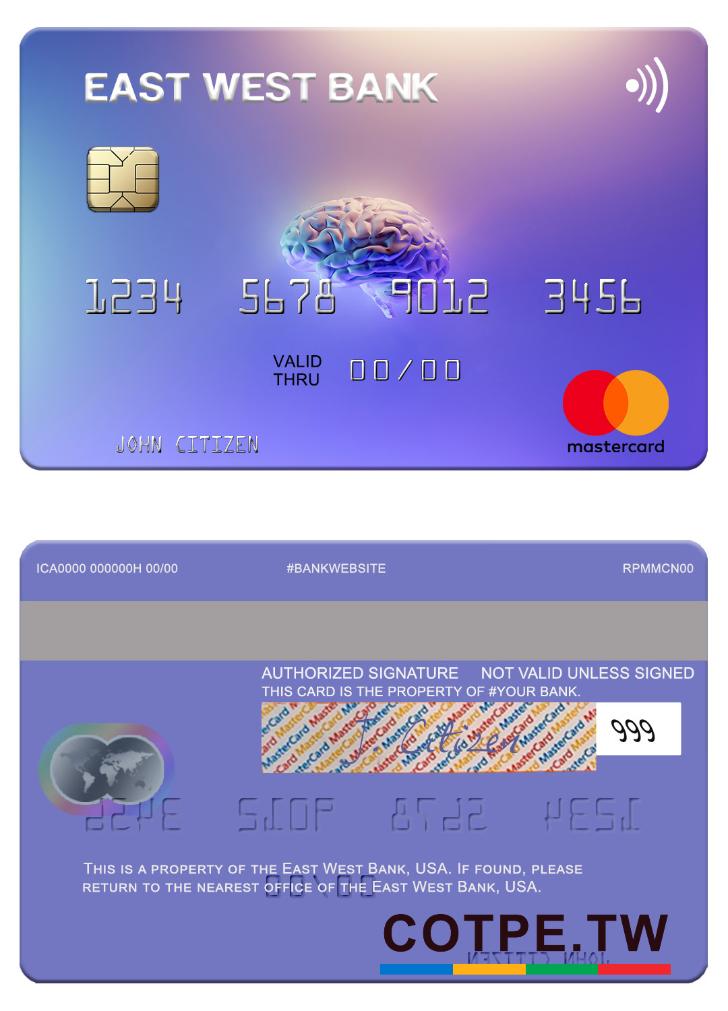 EAST WEST BANK
1234 5678 9012 3456
VALID THRU 00/00
JOHN CITIZEN
mastercard
ICA0000 000000H 00/00 #BANKWEBSITE RPMMCN00
AUTHORIZED SIGNATURE NOT VALID UNLESS SIGNED
THIS CARD IS THE PROPERTY OF #YOUR BANK.
J Citizen 999
THIS IS A PROPERTY OF THE EAST WEST BANK, USA. IF FOUND, PLEASE
RETURN TO THE NEAREST OFFICE OF THE EAST WEST BANK, USA.
COTPE.TW